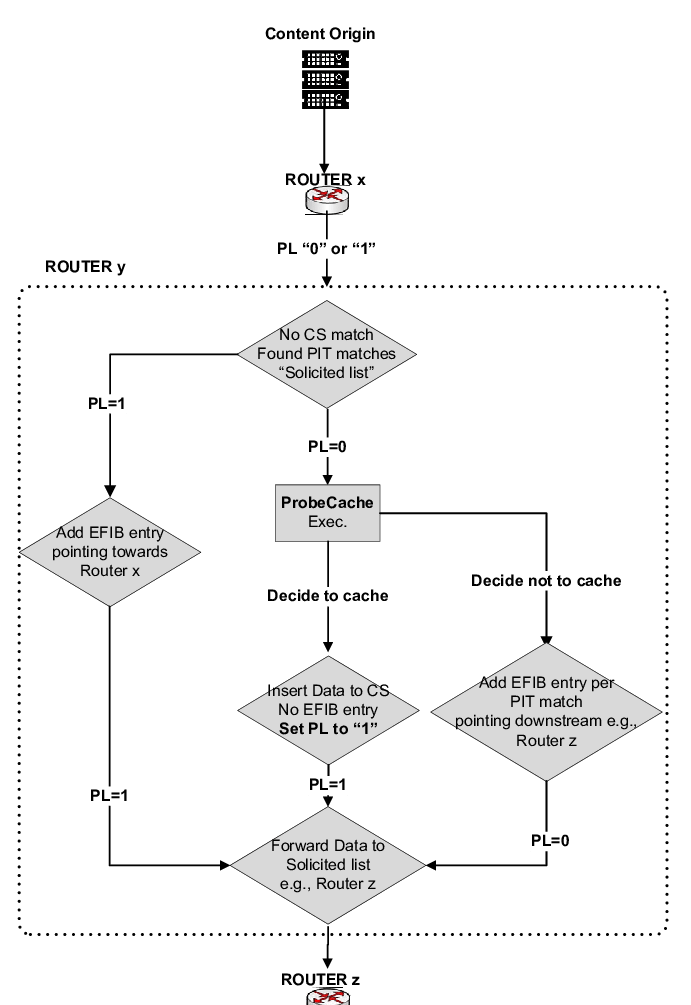 Content Origin
ROUTER x
PL “0” or “1”
ROUTER y
No CS match
Found PIT matches
“Solicited list”
PL=1
PL=0
ProbeCache
Exec.
Add EFIB entry
pointing towards
Router x
Decide to cache
Decide not to cache
Insert Data to CS
No EFIB entry
Set PL to “1”
Add EFIB entry per
PIT match
pointing downstream e.g.,
Router z
PL=1
PL=1
PL=0
Forward Data to
Solicited list
e.g., Router z
ROUTER z